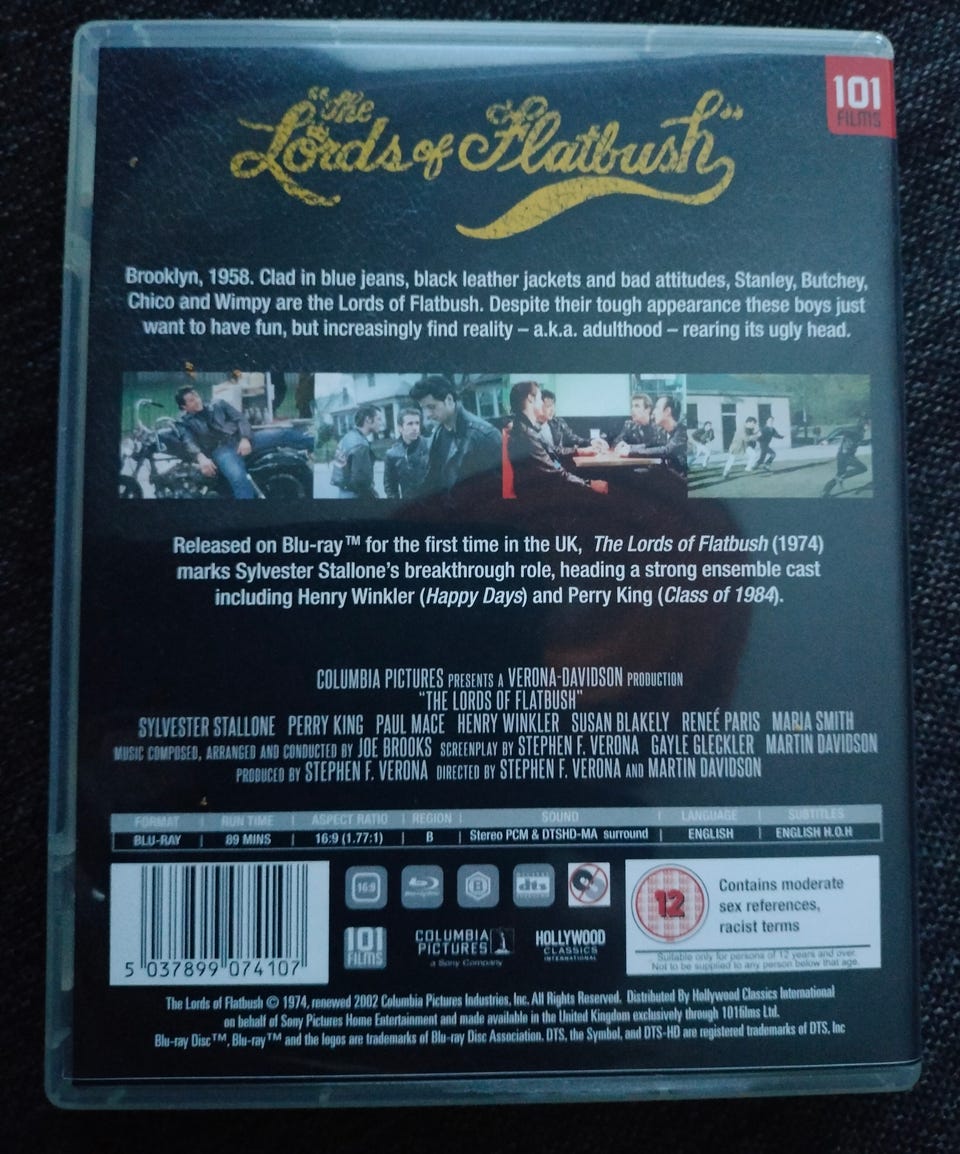 "The
Lords of Flatbush"
101
FILMS
Brooklyn, 1958. Clad in blue jeans, black leather jackets and bad attitudes, Stanley, Butchey,
Chico and Wimpy are the Lords of Flatbush. Despite their tough appearance these boys just
want to have fun, but increasingly find reality – a.k.a. adulthood – rearing its ugly head.
Released on Blu-ray™ for the first time in the UK, The Lords of Flatbush (1974)
marks Sylvester Stallone's breakthrough role, heading a strong ensemble cast
including Henry Winkler (Happy Days) and Perry King (Class of 1984).
COLUMBIA PICTURES PRESENTS A VERONA-DAVIDSON PRODUCTION
"THE LORDS OF FLATBUSH"
SYLVESTER STALLONE PERRY KING PAUL MACE HENRY WINKLER SUSAN BLAKELY RENEÉ PARIS MARIA SMITH
MUSIC COMPOSED, ARRANGED AND CONDUCTED BY JOE BROOKS SCREENPLAY BY STEPHEN F. VERONA GAYLE GLECKLER MARTIN DAVIDSON
PRODUCED BY STEPHEN F. VERONA DIRECTED BY STEPHEN F. VERONA AND MARTIN DAVIDSON
FORMAT | RUN TIME | ASPECT RATIO | REGION | SOUND | LANGUAGE | SUBTITLES
BLU-RAY | 89 MINS | 16:9 (1.77:1) | B | Stereo PCM & DTSHD-MA surround | ENGLISH | ENGLISH H.O.H
16:9 B dts
12
Contains moderate
sex references,
racist terms
Suitable only for persons of 12 years and over.
Not to be supplied to any person below that age.
101
FILMS
COLUMBIA
PICTURES
a Sony Company
HOLLYWOOD
CLASSICS
INTERNATIONAL
5 037899 074107
The Lords of Flatbush © 1974, renewed 2002 Columbia Pictures Industries, Inc. All Rights Reserved. Distributed By Hollywood Classics International
on behalf of Sony Pictures Home Entertainment and made available in the United Kingdom exclusively through 101films Ltd.
Blu-ray Disc™, Blu-ray™ and the logos are trademarks of Blu-ray Disc Association. DTS, the Symbol, and DTS-HD are registered trademarks of DTS, Inc